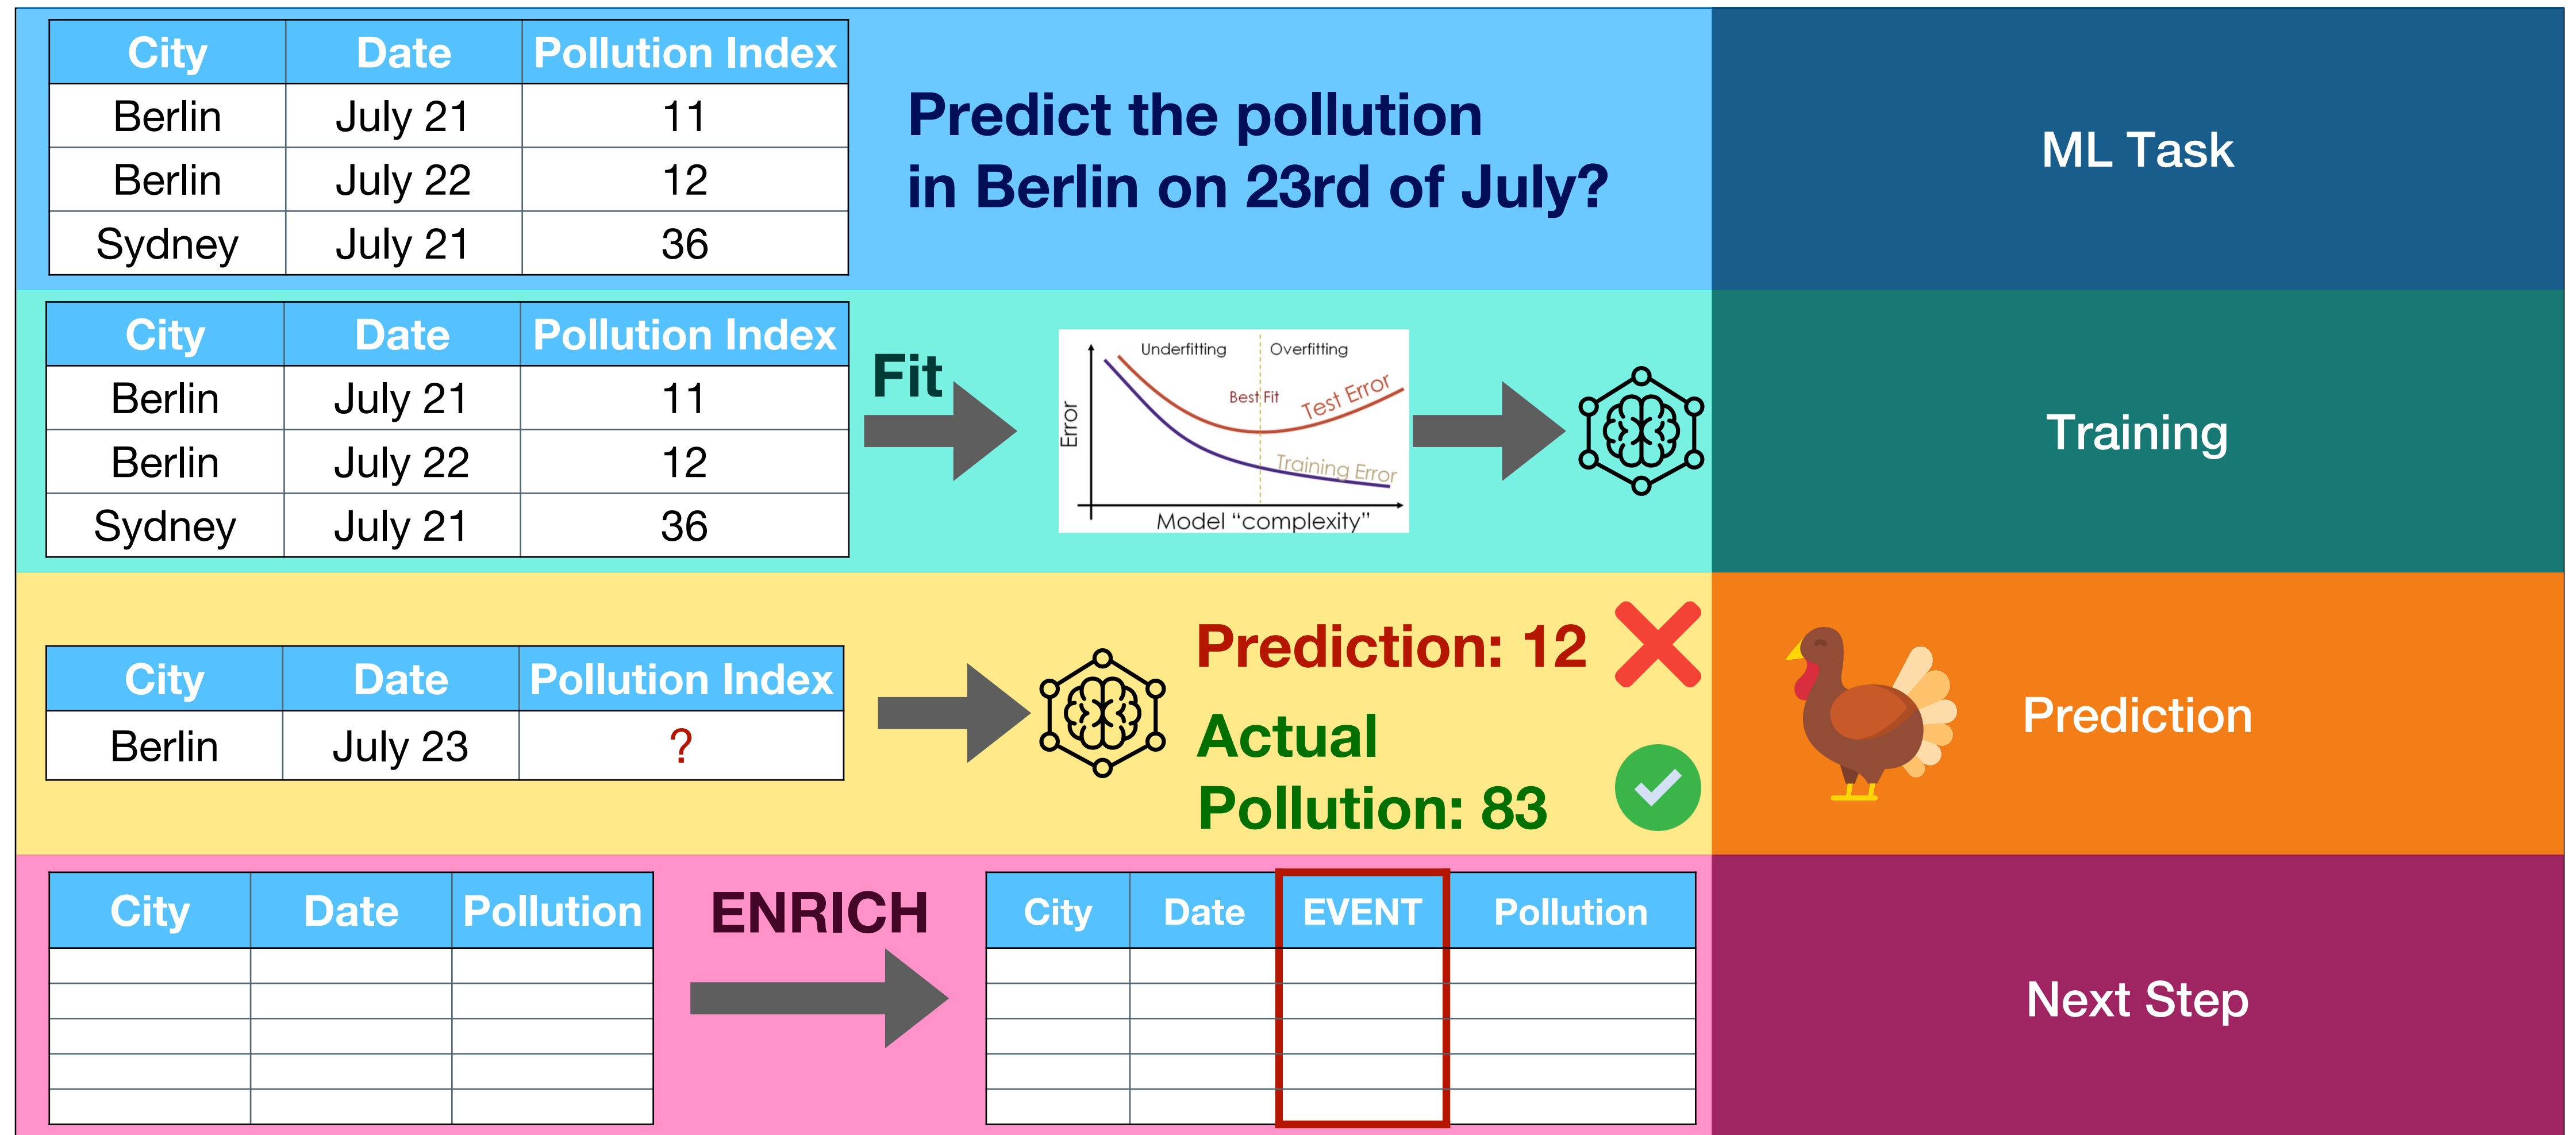 City Date Pollution Index
Berlin July 21 11
Berlin July 22 12
Sydney July 21 36
Predict the pollution
in Berlin on 23rd of July?
ML Task
City Date Pollution Index
Berlin July 21 11
Berlin July 22 12
Sydney July 21 36
Fit
Underfitting Overfitting
Best Fit
Test Error
Training Error
Error
Model “complexity”
Training
City Date Pollution Index
Berlin July 23 ?
Prediction: 12
Actual
Pollution: 83
Prediction
City Date Pollution
ENRICH
City Date EVENT Pollution
Next Step